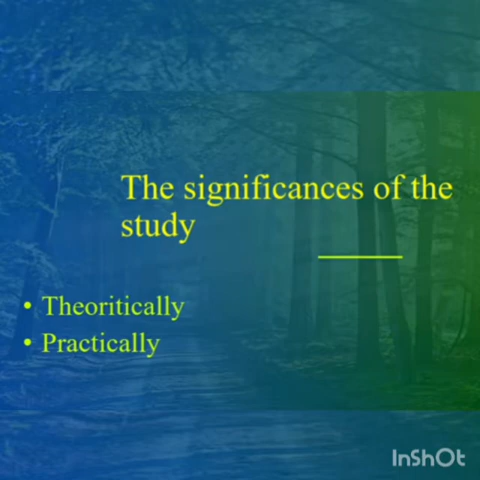 The significances of the
study
• Theoritically
• Practically
InShOt